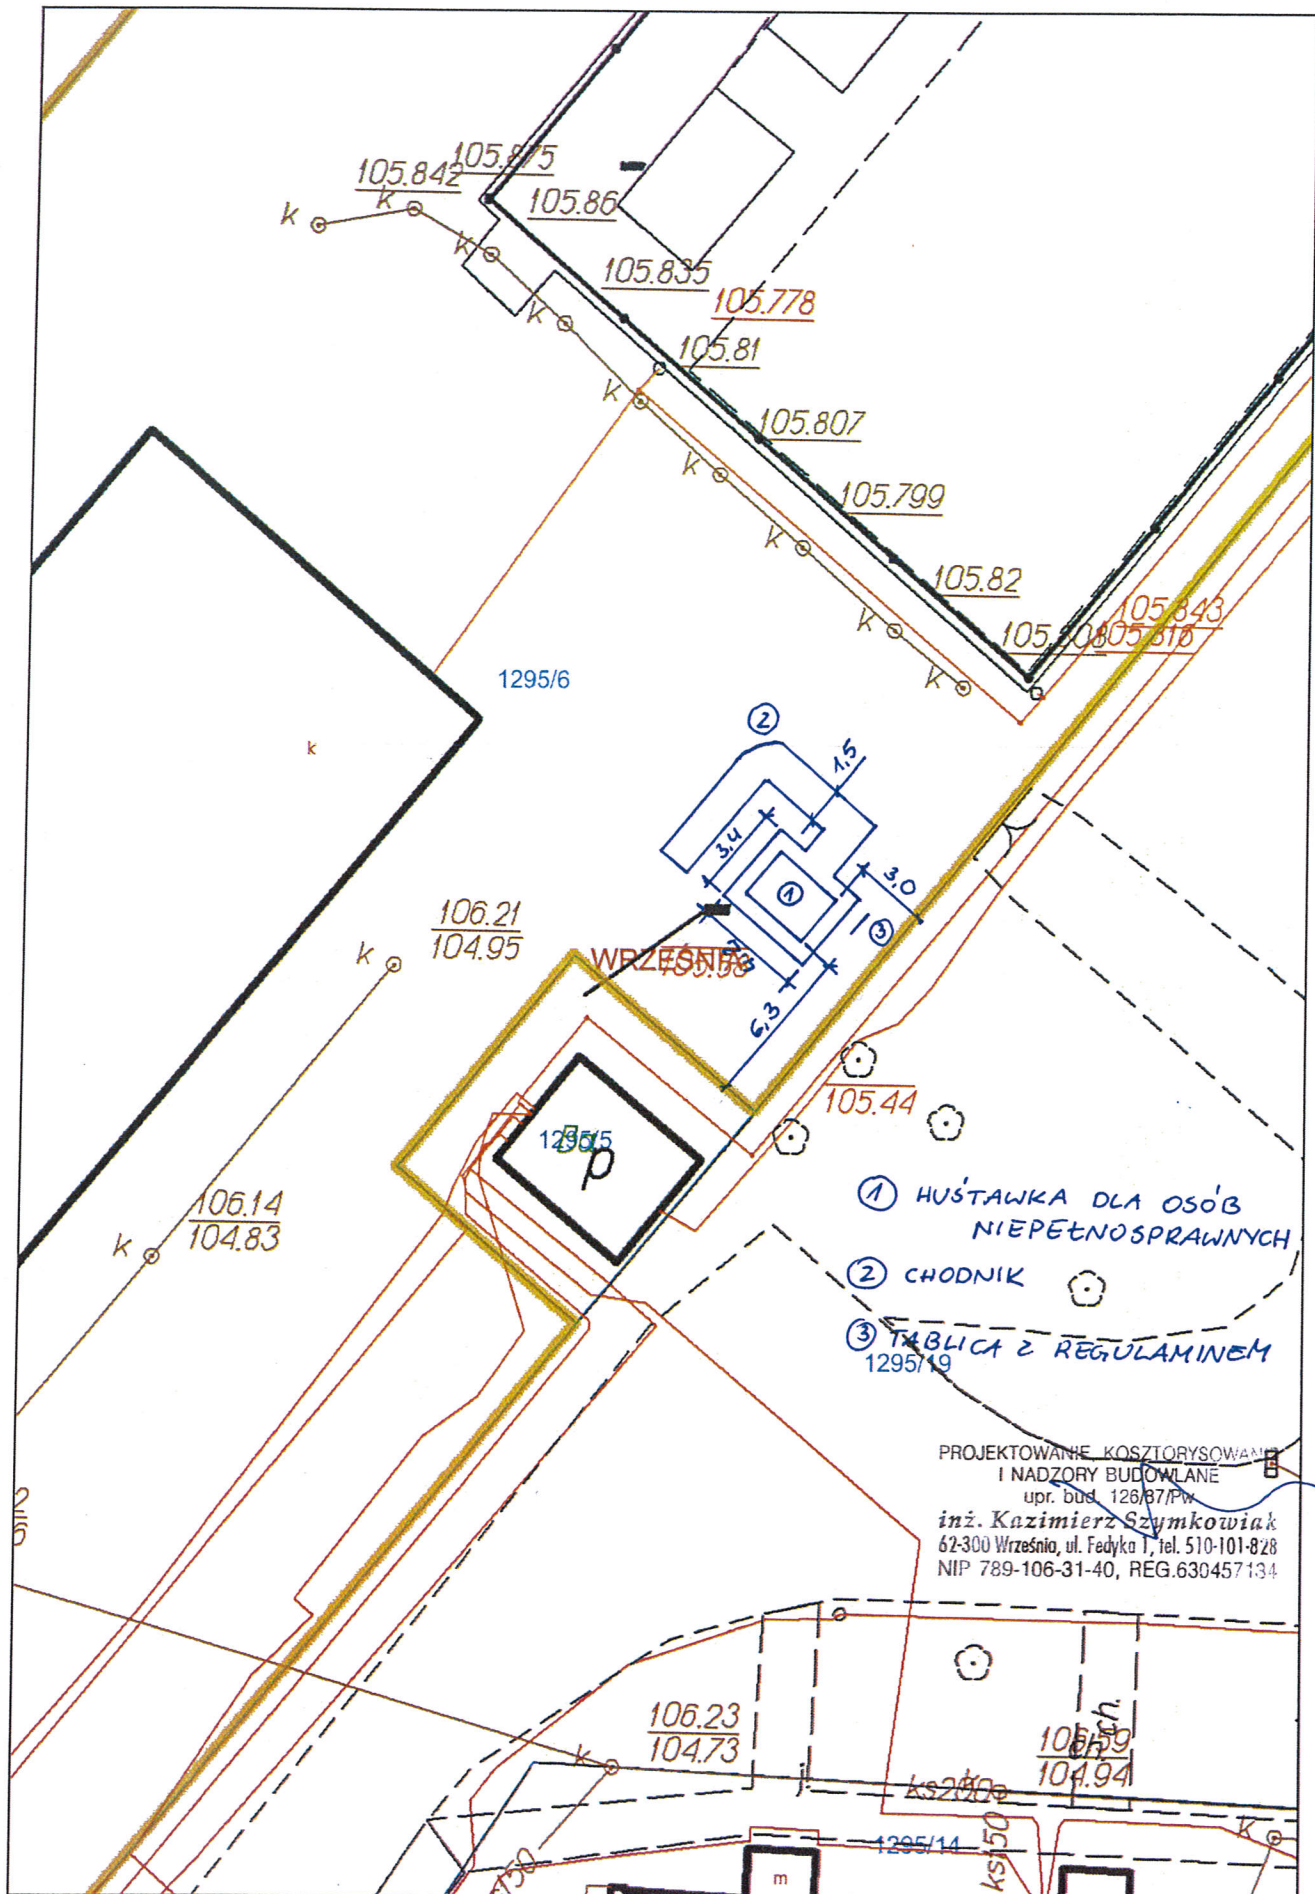 105.875
105.842
k
k
105.86
k
105.835
105.778
k
105.81
k
105.807
k
105.799
k
105.82
k
105.843
105.816
k
1295/6
k
2
1,5
3,4
1
3,0
3
106.21
104.95
k
WRZEŚNIA
6,3
105.44
1295/5
p
106.14
104.83
k
1 HUŚTAWKA DLA OSÓB
NIEPEŁNOSPRAWNYCH
2 CHODNIK
3 TABLICA Z REGULAMINEM
1295/19
PROJEKTOWANIE KOSZTORYSOWANIE
I NADZORY BUDOWLANE
upr. bud. 126/87/Pw
inż. Kazimierz Szymkowiak
62-300 Września, ul. Fedyka 1, tel. 510-101-828
NIP 789-106-31-40, REG.630457134
106.23
104.73
k
ch.
104.94
ks200
k
1295/14
ks150
m